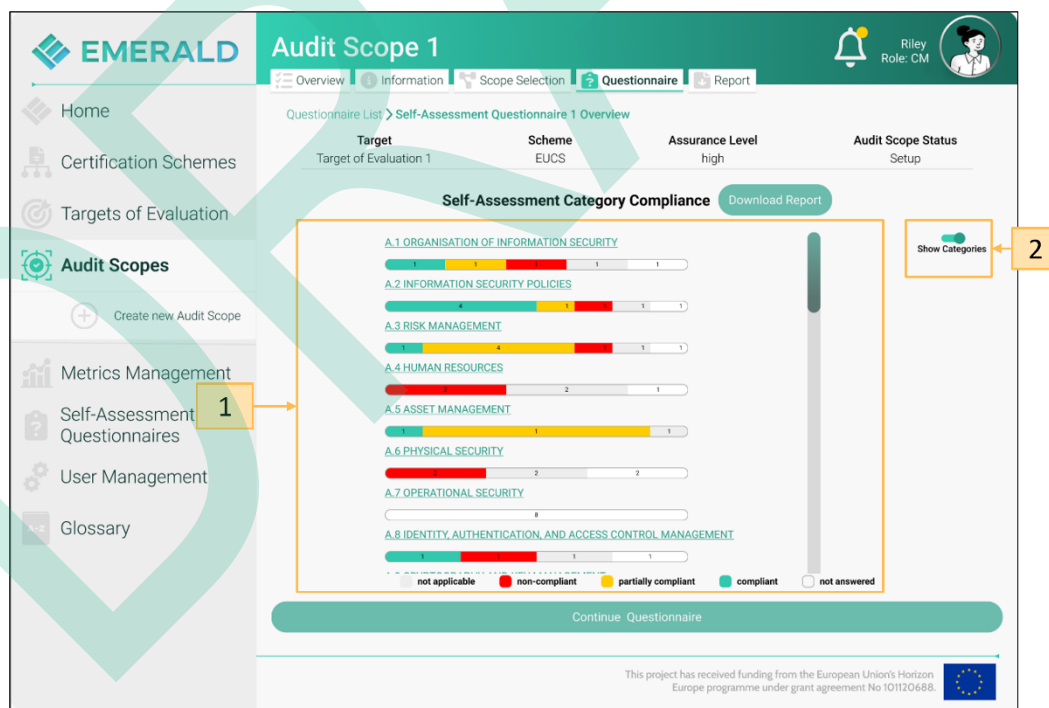 EMERALD
Audit Scope 1
Riley
Role: CM
Overview
Information
Scope Selection
Questionnaire
Report
Home
Certification Schemes
Targets of Evaluation
Audit Scopes
Create new Audit Scope
Metrics Management
Self-Assessment
Questionnaires
User Management
A-Z
Glossary
Questionnaire List > Self-Assessment Questionnaire 1 Overview
Target
Target of Evaluation 1
Scheme
EUCS
Assurance Level
high
Audit Scope Status
Setup
Self-Assessment Category Compliance
Download Report
Show Categories
2
1
A.1 ORGANISATION OF INFORMATION SECURITY
1 1 1 1 1
A.2 INFORMATION SECURITY POLICIES
4 1 1 1 1
A.3 RISK MANAGEMENT
1 4 1 1 1
A.4 HUMAN RESOURCES
2 2 1
A.5 ASSET MANAGEMENT
1 1 1
A.6 PHYSICAL SECURITY
2 2 2
A.7 OPERATIONAL SECURITY
8
A.8 IDENTITY, AUTHENTICATION, AND ACCESS CONTROL MANAGEMENT
1 1 1 1
not applicable
non-compliant
partially compliant
compliant
not answered
Continue Questionnaire
This project has received funding from the European Union's Horizon
Europe programme under grant agreement No 101120688.